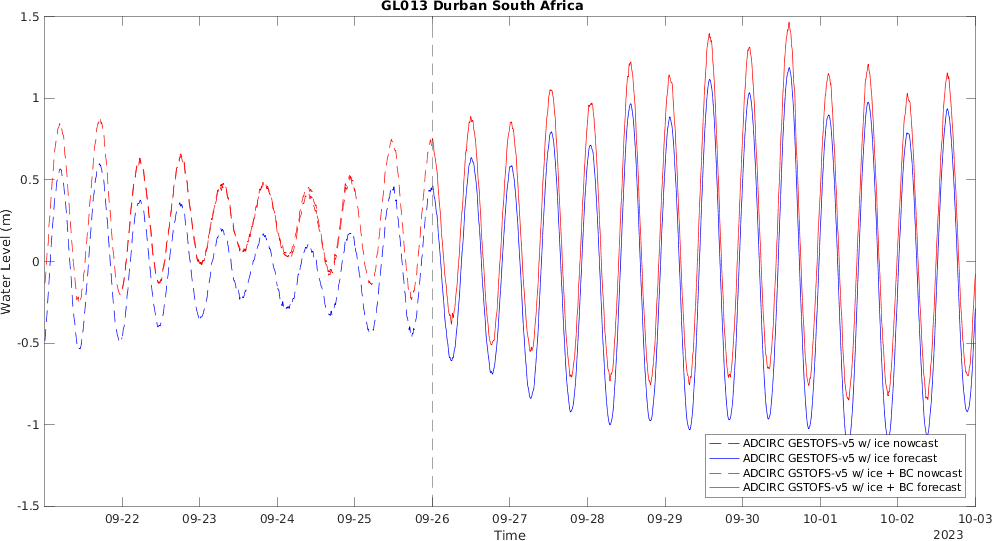 GL013 Durban South Africa
1.5
1
0.5
0
-0.5
-1
-1.5
Water Level (m)
ADCIRC GESTOFS-v5 w/ ice nowcast
ADCIRC GESTOFS-v5 w/ ice forecast
ADCIRC GSTOFS-v5 w/ ice + BC nowcast
ADCIRC GSTOFS-v5 w/ ice + BC forecast
09-22 09-23 09-24 09-25 09-26 09-27 09-28 09-29 09-30 10-01 10-02 10-03
Time
2023